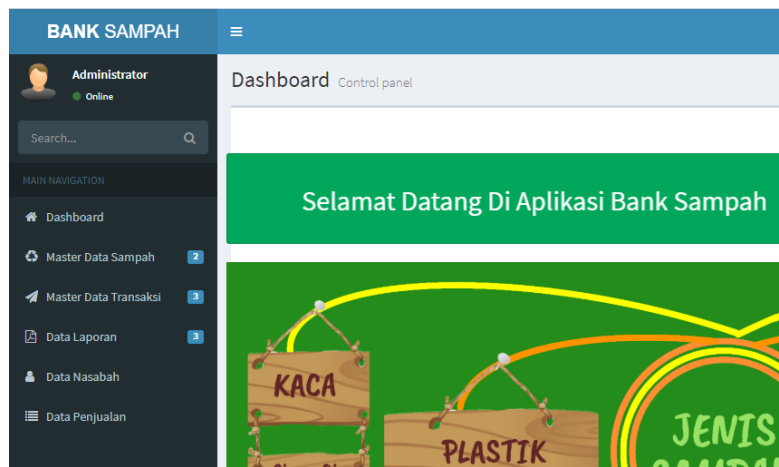 BANK SAMPAH
Administrator
Online
Search...
MAIN NAVIGATION
Dashboard
Master Data Sampah 2
Master Data Transaksi 3
Data Laporan 3
Data Nasabah
Data Penjualan
Dashboard Control panel
Selamat Datang Di Aplikasi Bank Sampah
KACA
PLASTIK
JENIS